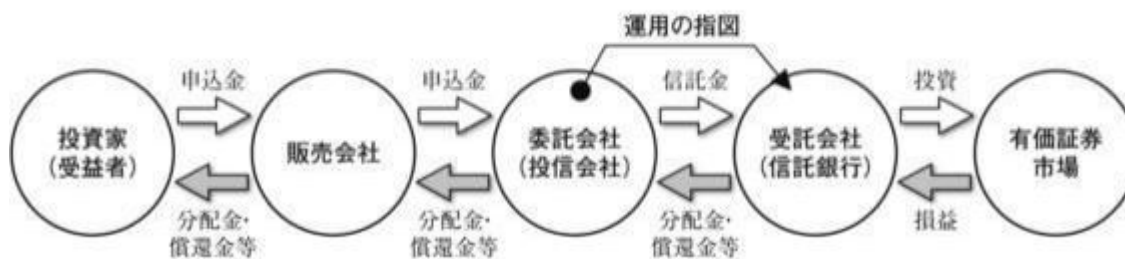 運用の指図
申込金
申込金
信託金
投資
投資家
(受益者)
販売会社
委託会社
(投信会社)
受託会社
(信託銀行)
有価証券
市場
分配金・
償還金等
分配金・
償還金等
分配金・
償還金等
損益